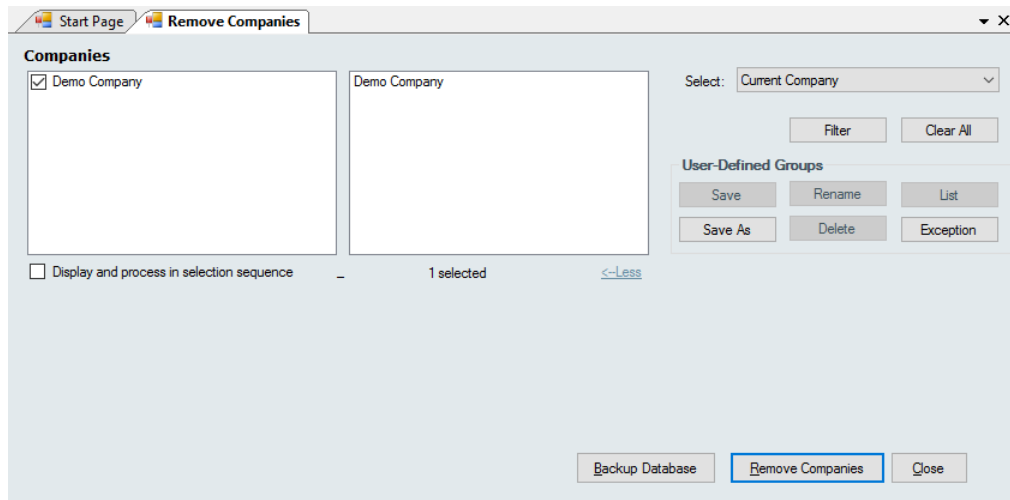 Start Page
Remove Companies
Companies
Demo Company
Demo Company
Select: Current Company
Filter
Clear All
User-Defined Groups
Save
Rename
List
Save As
Delete
Exception
Display and process in selection sequence
1 selected
<--Less
Backup Database
Remove Companies
Close